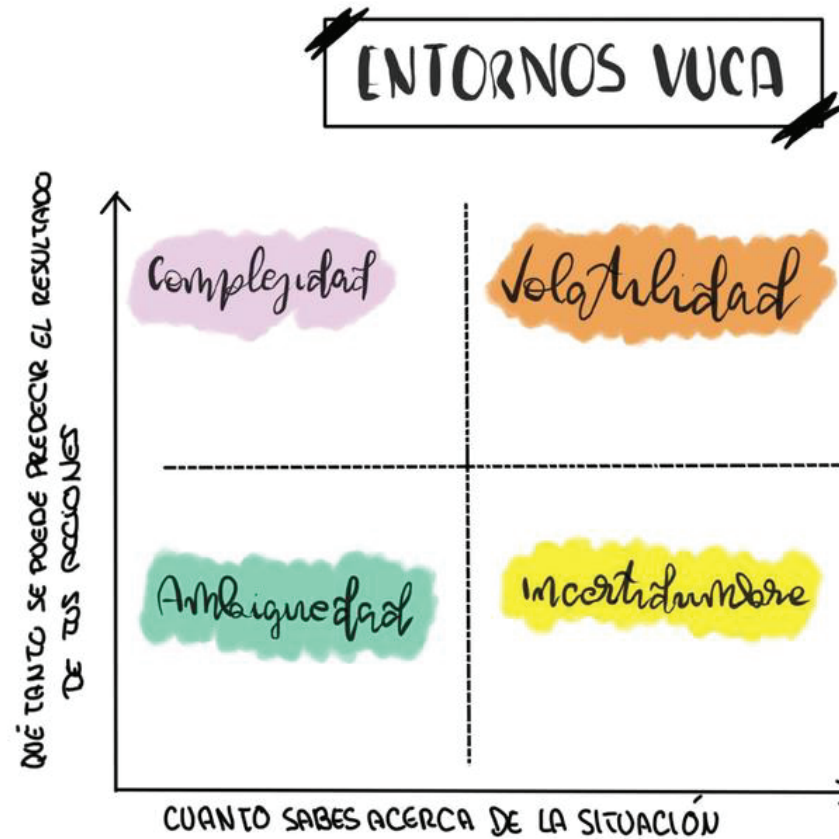 ENTORNOS VUCA
QUÉ TANTO SE PUEDE PREDECIR EL RESULTADO
DE TUS ACCIONES
Complejidad
Volatilidad
Ambiguedad
Incertidumbre
CUANTO SABES ACERCA DE LA SITUACIÓN